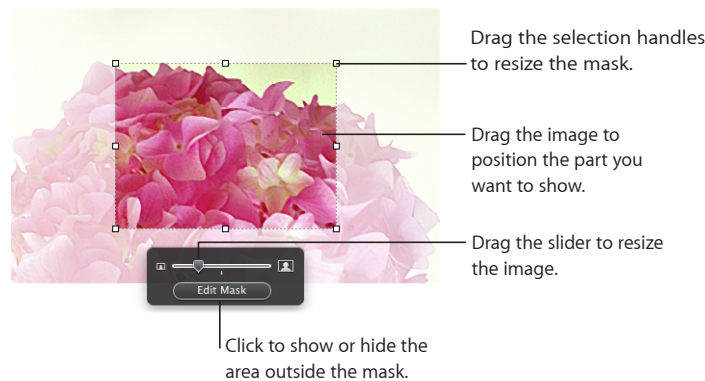 Drag the selection handles
to resize the mask.
Drag the image to
position the part you
want to show.
Drag the slider to resize
the image.
Edit Mask
Click to show or hide the
area outside the mask.